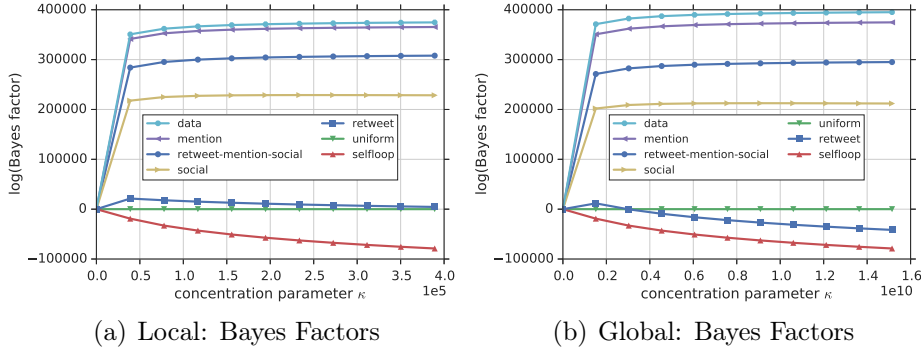 400000
300000
200000
100000
0
−100000
log(Bayes factor)
data
mention
retweet-mention-social
social
retweet
uniform
selfloop
0.0 0.5 1.0 1.5 2.0 2.5 3.0 3.5 4.0
1e5
concentration parameter κ
(a) Local: Bayes Factors
400000
300000
200000
100000
0
−100000
log(Bayes factor)
data
mention
retweet-mention-social
social
uniform
retweet
selfloop
0.0 0.2 0.4 0.6 0.8 1.0 1.2 1.4 1.6
1e10
concentration parameter κ
(b) Global: Bayes Factors